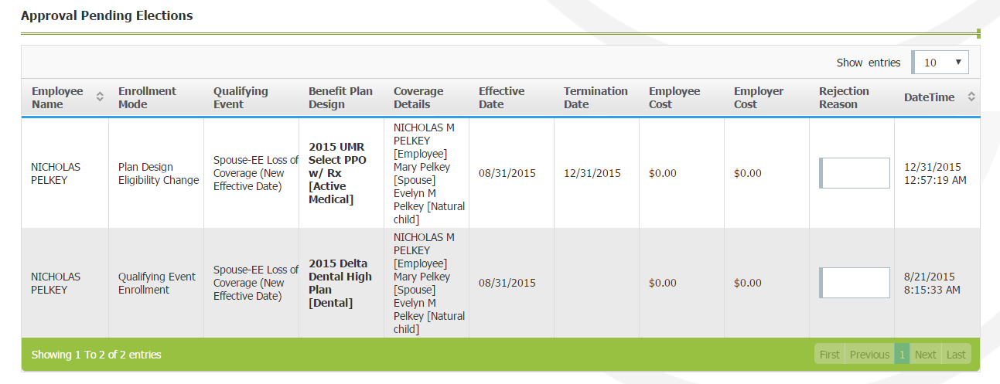 Approval Pending Elections
Show entries 10
Employee Name Enrollment Mode Qualifying Event Benefit Plan Design Coverage Details Effective Date Termination Date Employee Cost Employer Cost Rejection Reason DateTime
NICHOLAS
PELKEY
Plan Design
Eligibility Change
Spouse-EE Loss of
Coverage (New
Effective Date)
2015 UMR
Select PPO
w/ Rx
[Active
Medical]
NICHOLAS M
PELKEY
[Employee]
Mary Pelkey
[Spouse]
Evelyn M
Pelkey [Natural
child]
08/31/2015
12/31/2015
$0.00
$0.00
12/31/2015
12:57:19 AM
NICHOLAS
PELKEY
Qualifying Event
Enrollment
Spouse-EE Loss of
Coverage (New
Effective Date)
2015 Delta
Dental High
Plan
[Dental]
NICHOLAS M
PELKEY
[Employee]
Mary Pelkey
[Spouse]
Evelyn M
Pelkey [Natural
child]
08/31/2015
$0.00
$0.00
8/21/2015
8:15:33 AM
Showing 1 To 2 of 2 entries
First Previous 1 Next Last